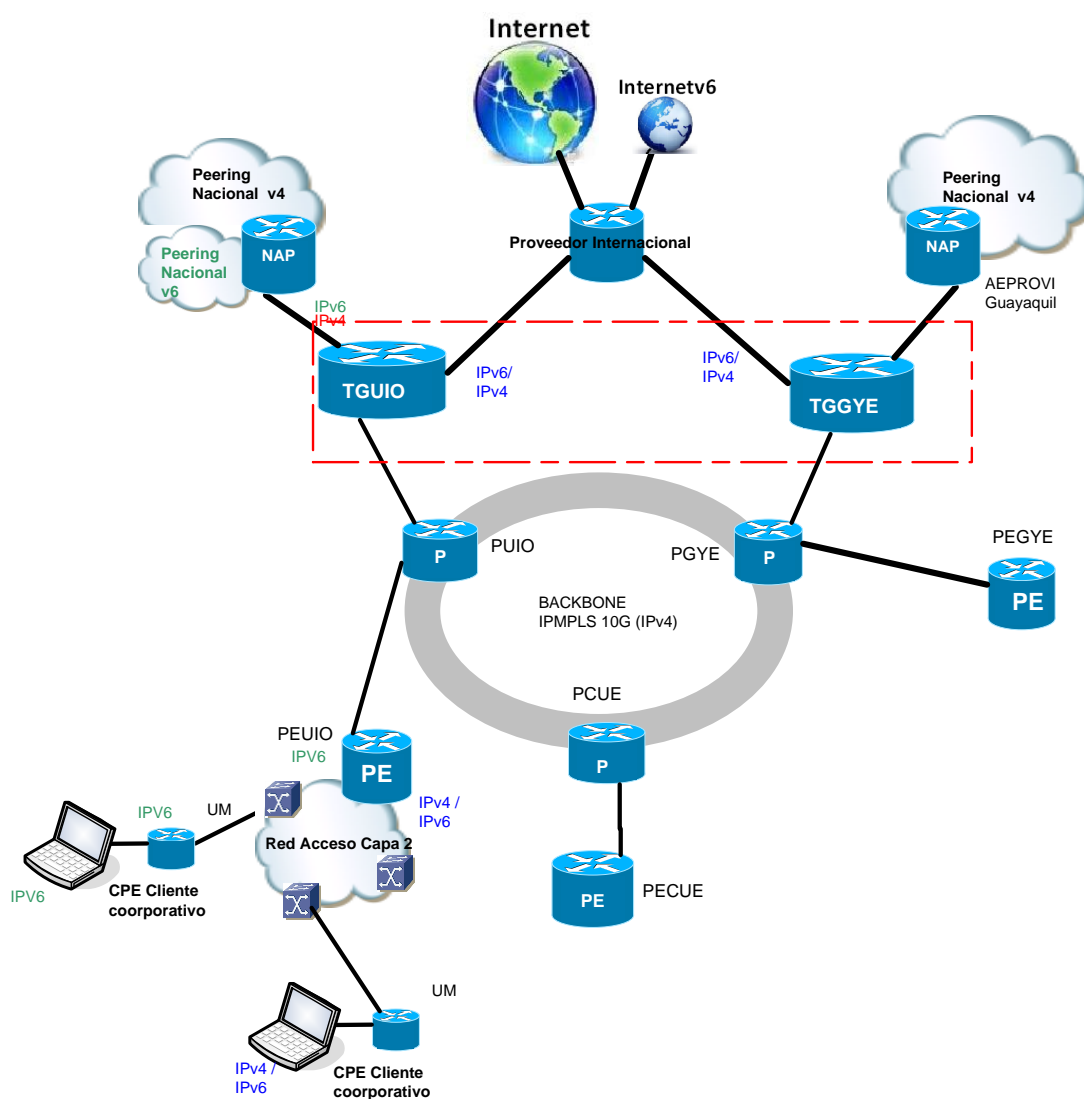 Internet
Internetv6
Peering
Nacional v4
Peering
Nacional v4
Proveedor Internacional
NAP
NAP
Peering
Nacional
v6
AEPROVI
Guayaquil
IPv6
IPv4
IPv6/
IPv4
IPv6/
IPv4
TGUIO
TGGYE
P
PUIO
PGYE
P
PEGYE
PE
BACKBONE
IPMPLS 10G (IPv4)
PCUE
P
PEUIO
IPV6
PE
IPv4 /
IPv6
UM
IPV6
Red Acceso Capa 2
IPV6
CPE Cliente
coorporativo
PE
PECUE
UM
IPv4 /
IPv6
CPE Cliente
coorporativo